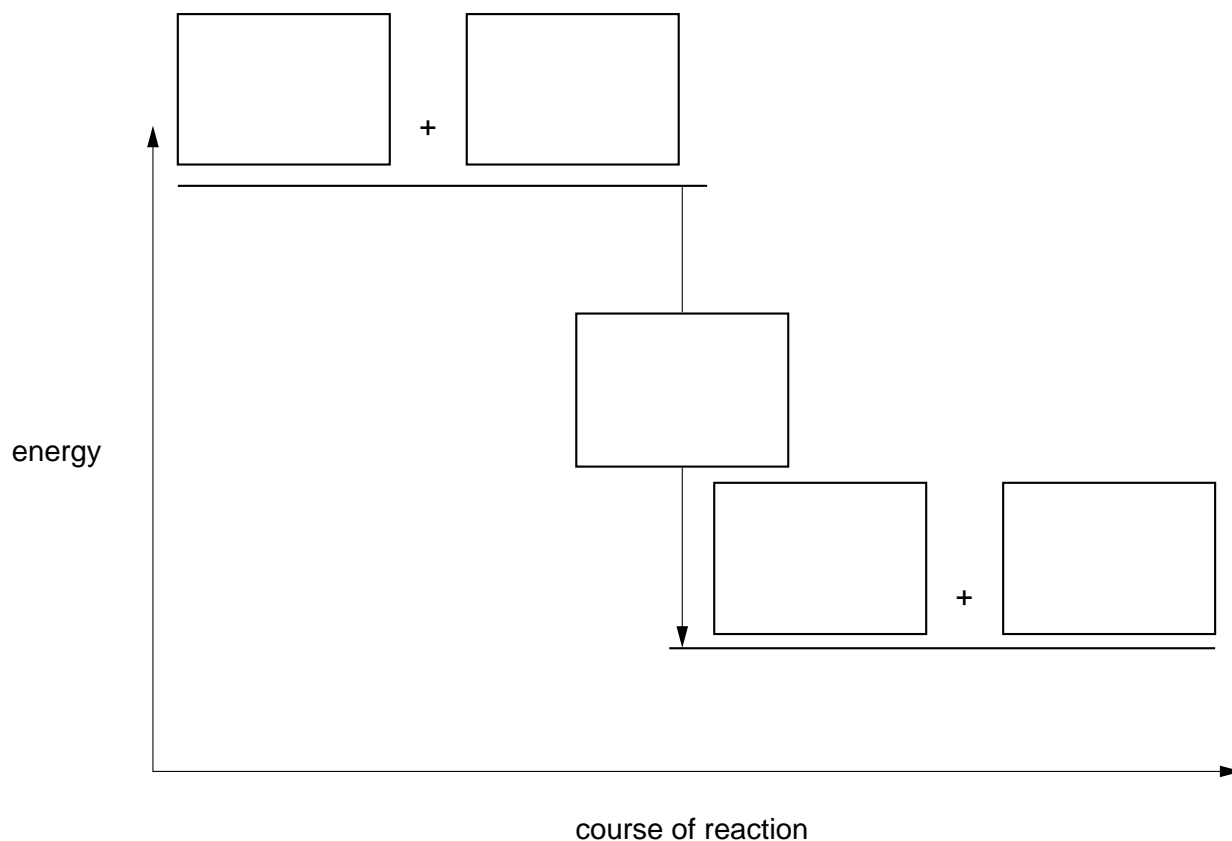 +
energy
+
course of reaction